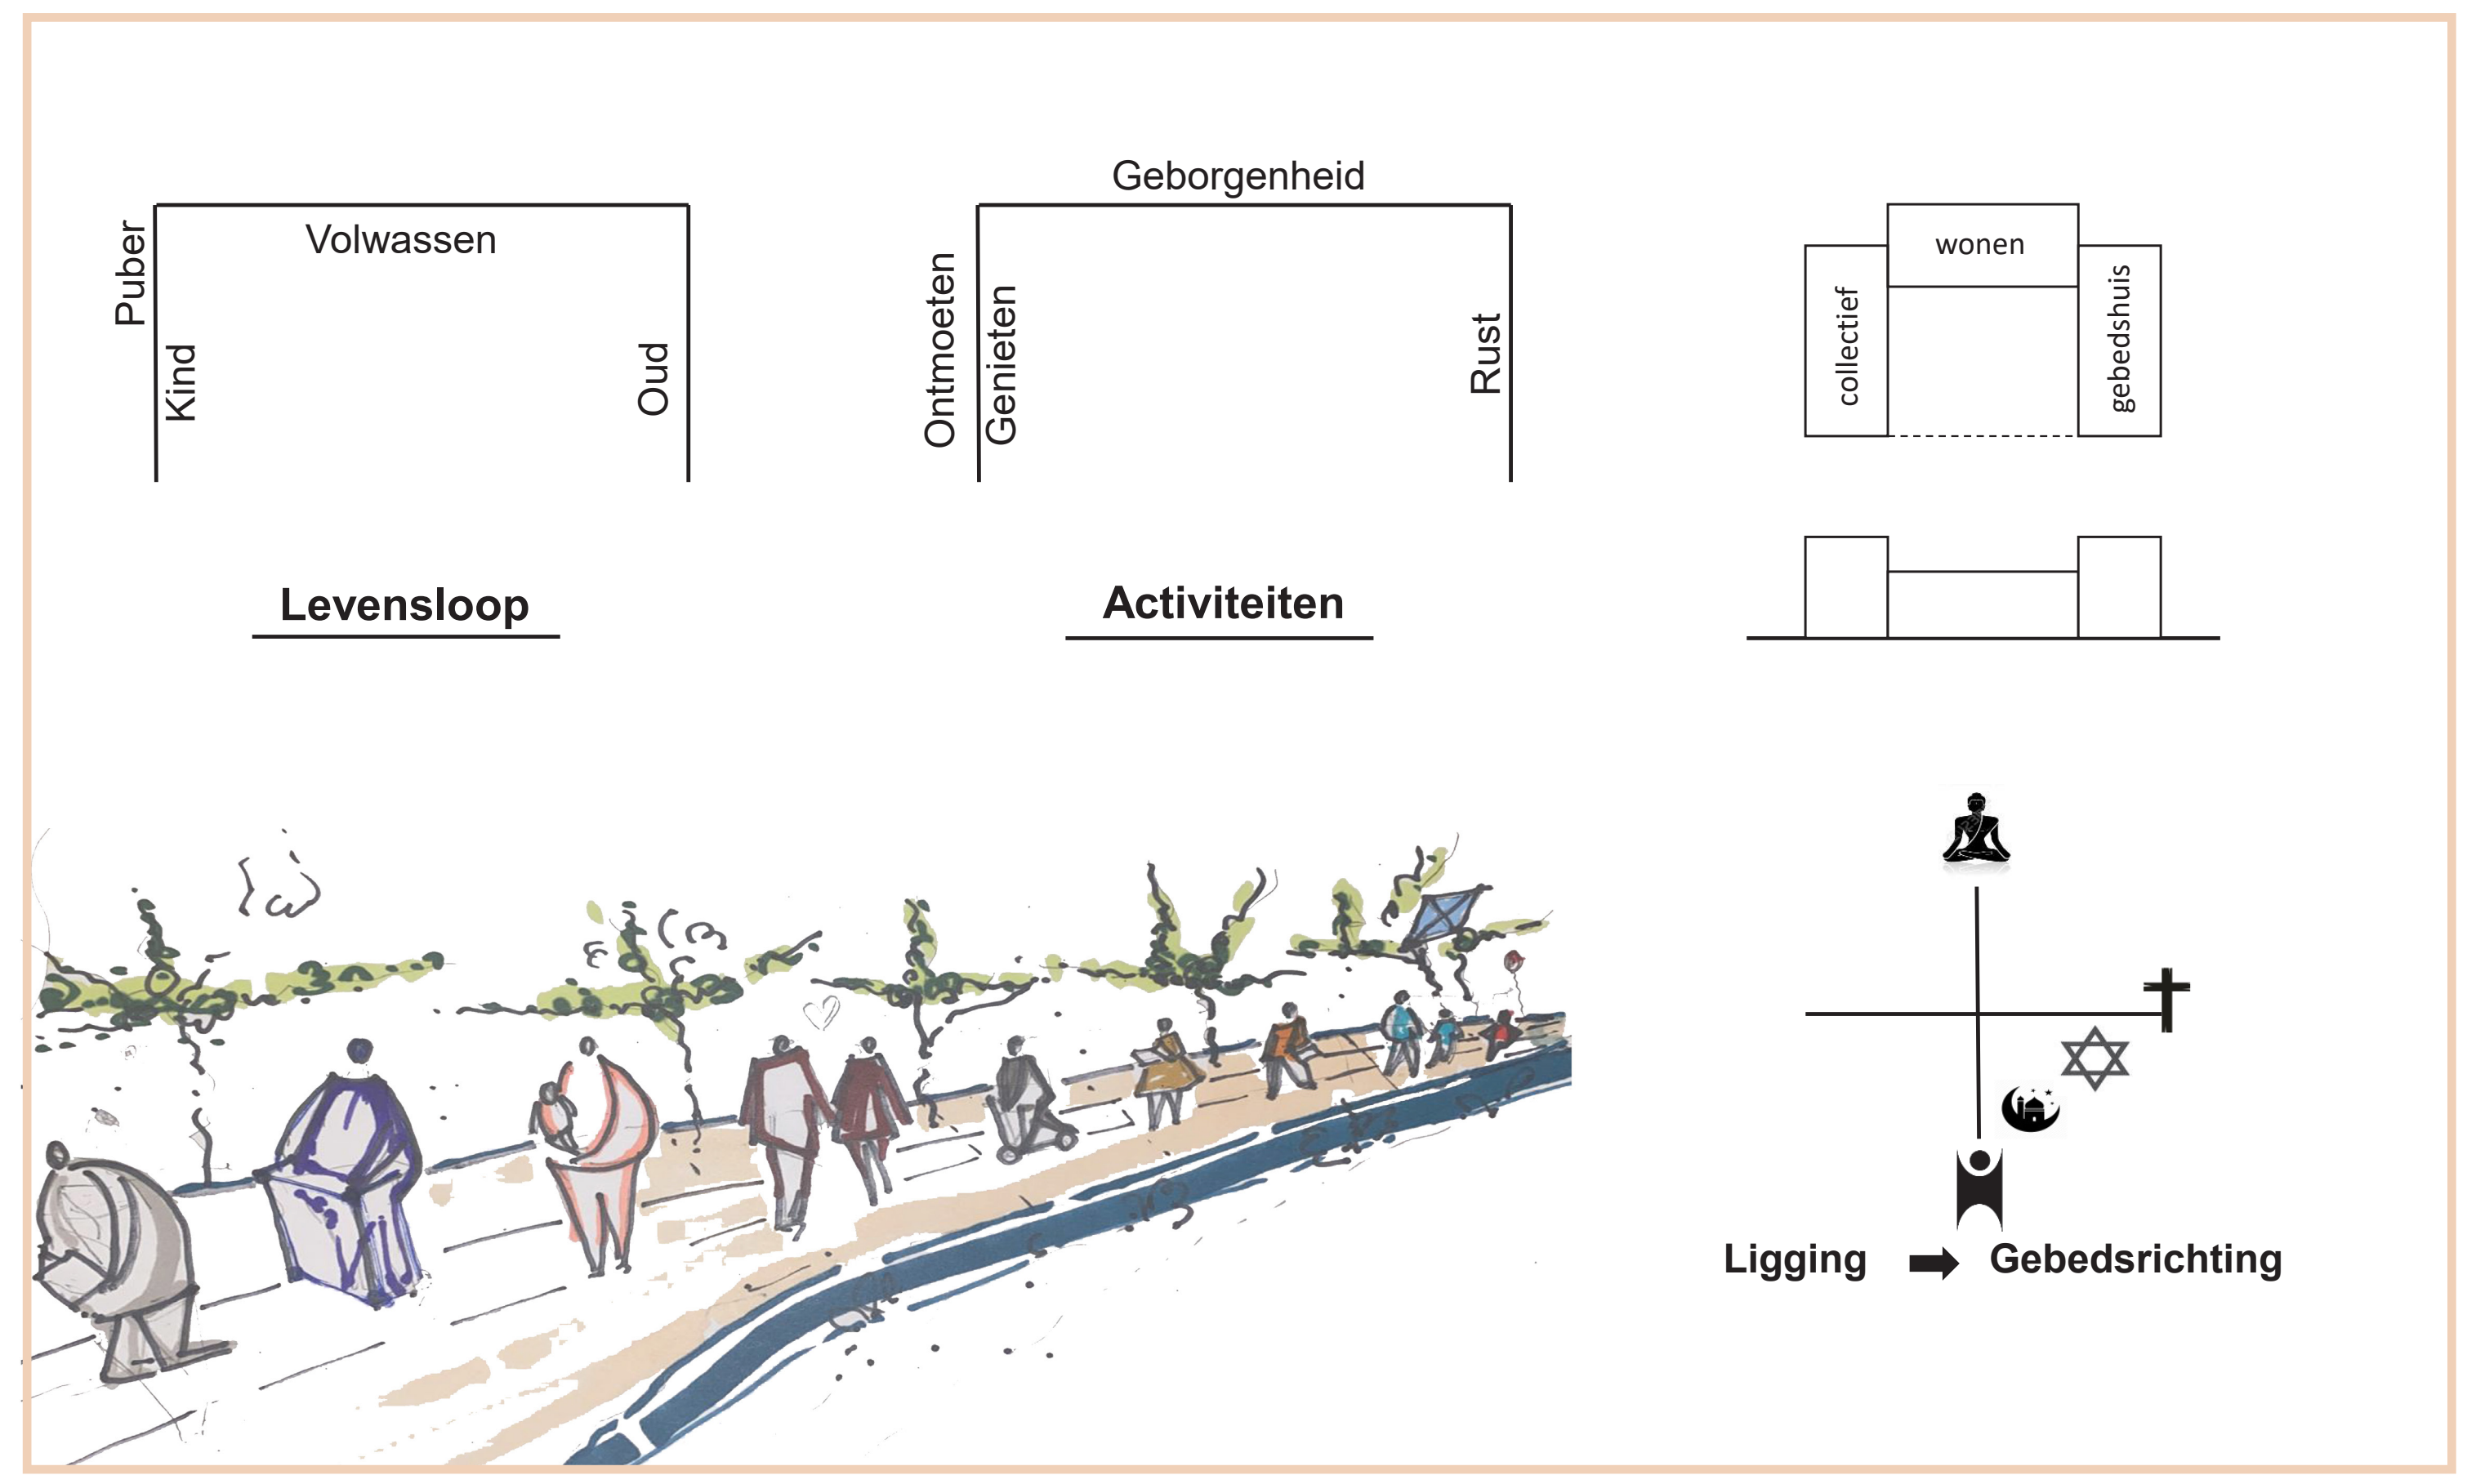 Puber
Kind
Volwassen
Oud
Levensloop
Geborgenheid
Ontmoeten
Genieten
Rust
Activiteiten
wonen
collectief
gebedshuis
Ligging ➡ Gebedsrichting